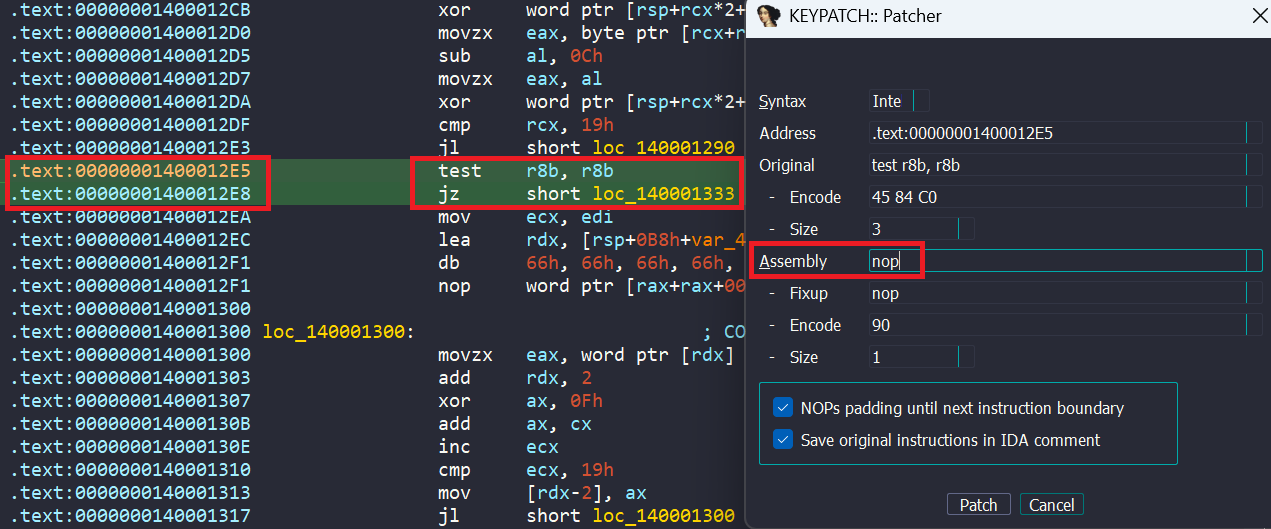 .text:00000001400012CB xor word ptr [rsp+rcx*2+
.text:00000001400012D0 movzx eax, byte ptr [rcx+r
.text:00000001400012D5 sub al, 0Ch
.text:00000001400012D7 movzx eax, al
.text:00000001400012DA xor word ptr [rsp+rcx*2+
.text:00000001400012DF cmp rcx, 19h
.text:00000001400012E3 jl short loc_140001290
.text:00000001400012E5 test r8b, r8b
.text:00000001400012E8 jz short loc_140001333
.text:00000001400012EA mov ecx, edi
.text:00000001400012EC lea rdx, [rsp+0B8h+var_4
.text:00000001400012F1 db 66h, 66h, 66h, 66h,
.text:00000001400012F1 nop word ptr [rax+rax+00
.text:0000000140001300
.text:0000000140001300 loc_140001300: ; CO
.text:0000000140001300 movzx eax, word ptr [rdx]
.text:0000000140001303 add rdx, 2
.text:0000000140001307 xor ax, 0Fh
.text:000000014000130B add ax, cx
.text:000000014000130E inc ecx
.text:0000000140001310 cmp ecx, 19h
.text:0000000140001313 mov [rdx-2], ax
.text:0000000140001317 jl short loc_140001300
KEYPATCH:: Patcher
Syntax Inte
Address .text:00000001400012E5
Original test r8b, r8b
- Encode 45 84 C0
- Size 3
Assembly nop
- Fixup nop
- Encode 90
- Size 1
NOPs padding until next instruction boundary
Save original instructions in IDA comment
Patch Cancel